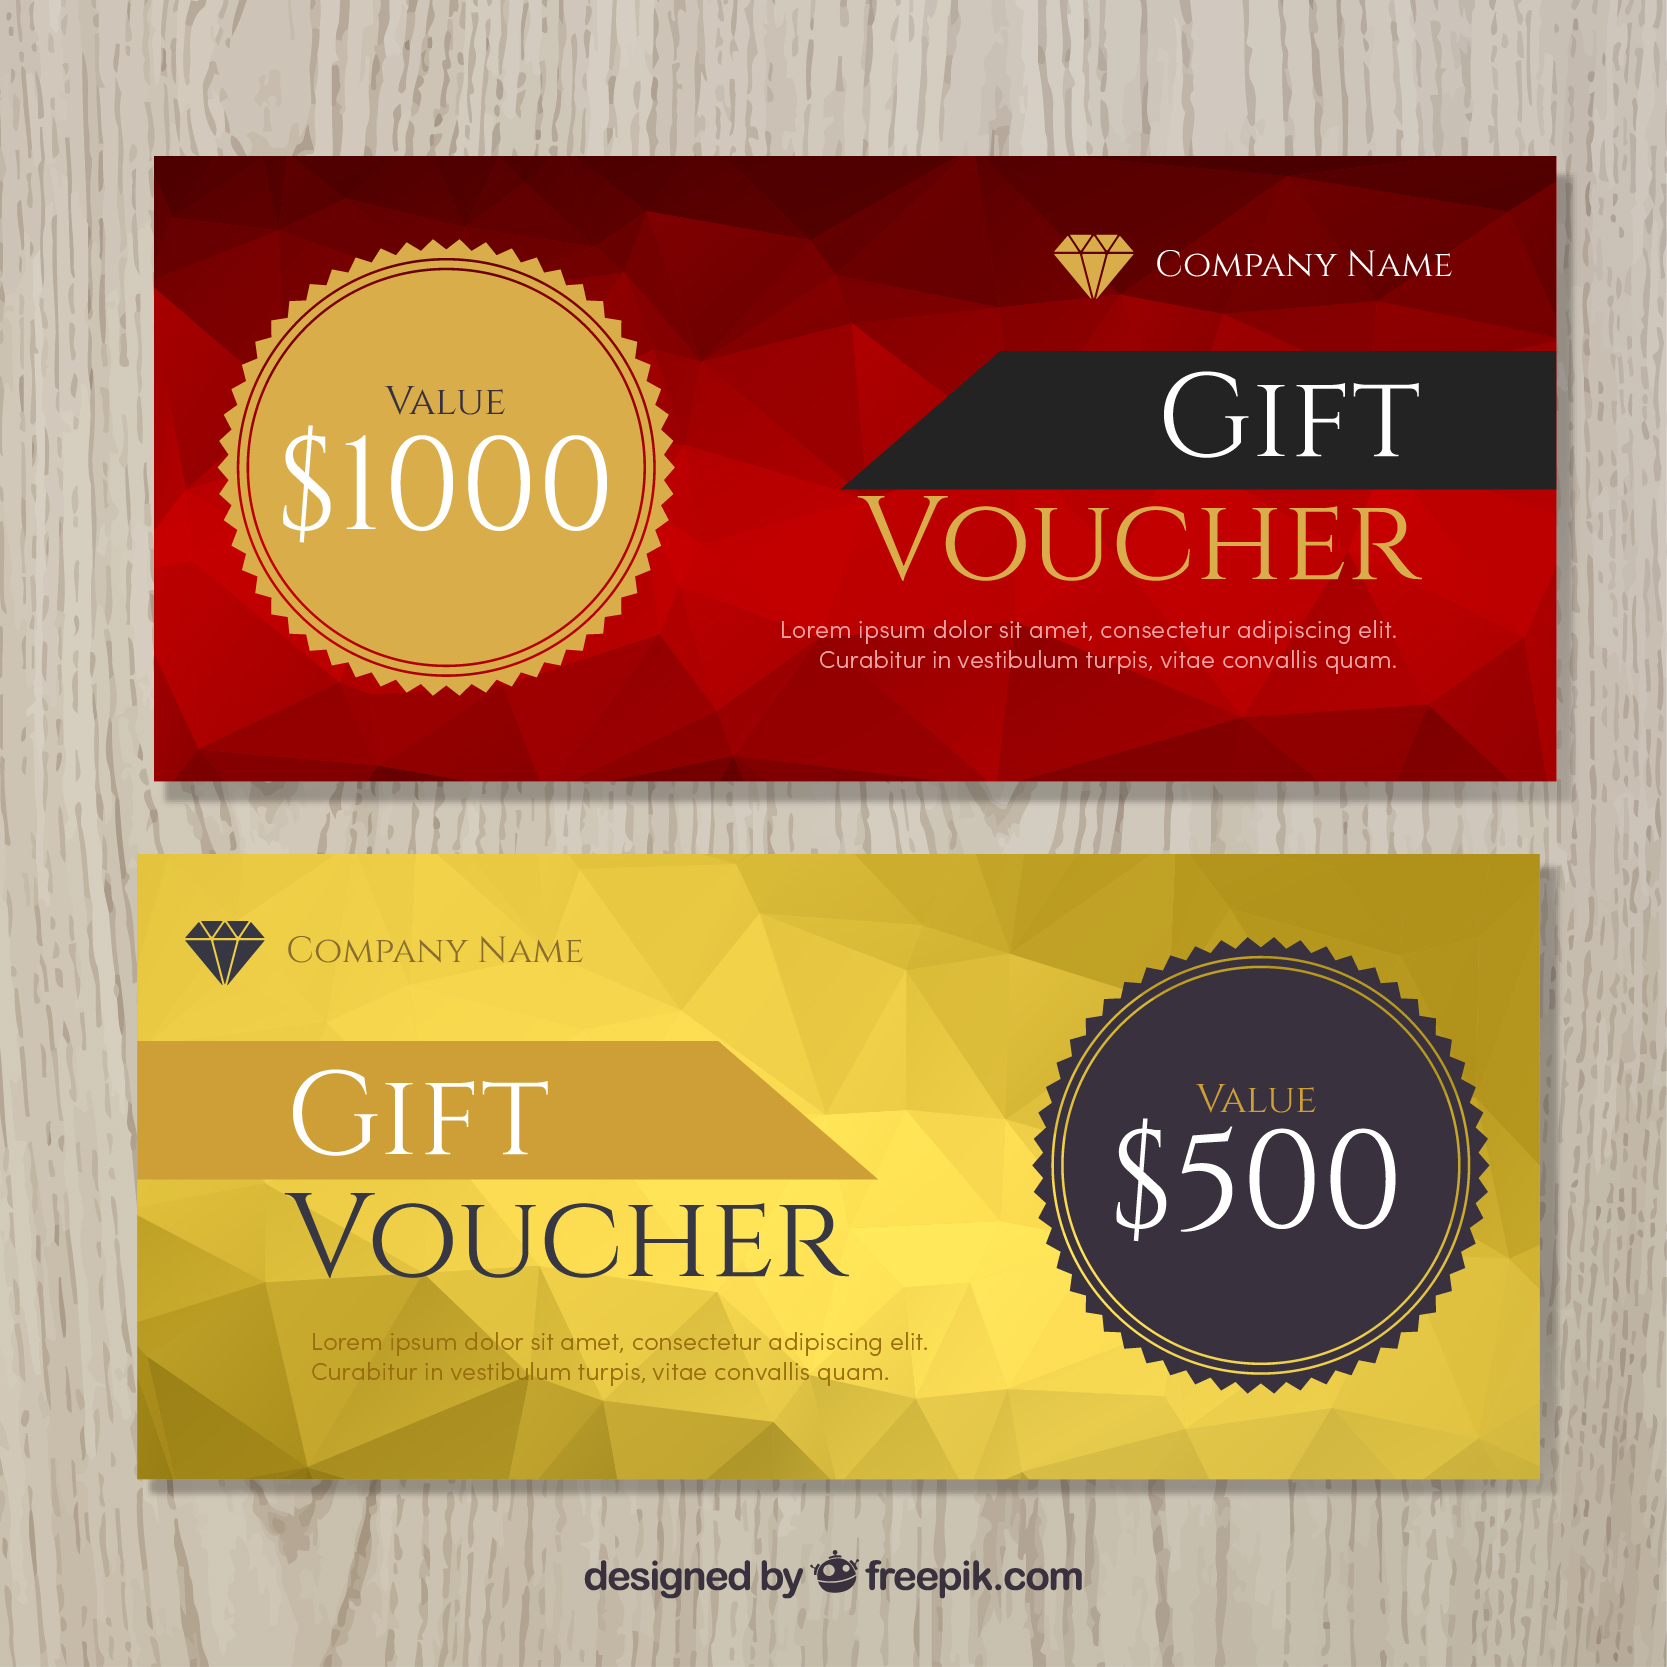 Company Name
Value
$1000
Gift
Voucher
Lorem ipsum dolor sit amet, consectetur adipiscing elit.
Curabitur in vestibulum turpis, vitae convallis quam.
Company Name
Gift
Voucher
Value
$500
Lorem ipsum dolor sit amet, consectetur adipiscing elit.
Curabitur in vestibulum turpis, vitae convallis quam.
designed by freepik.com